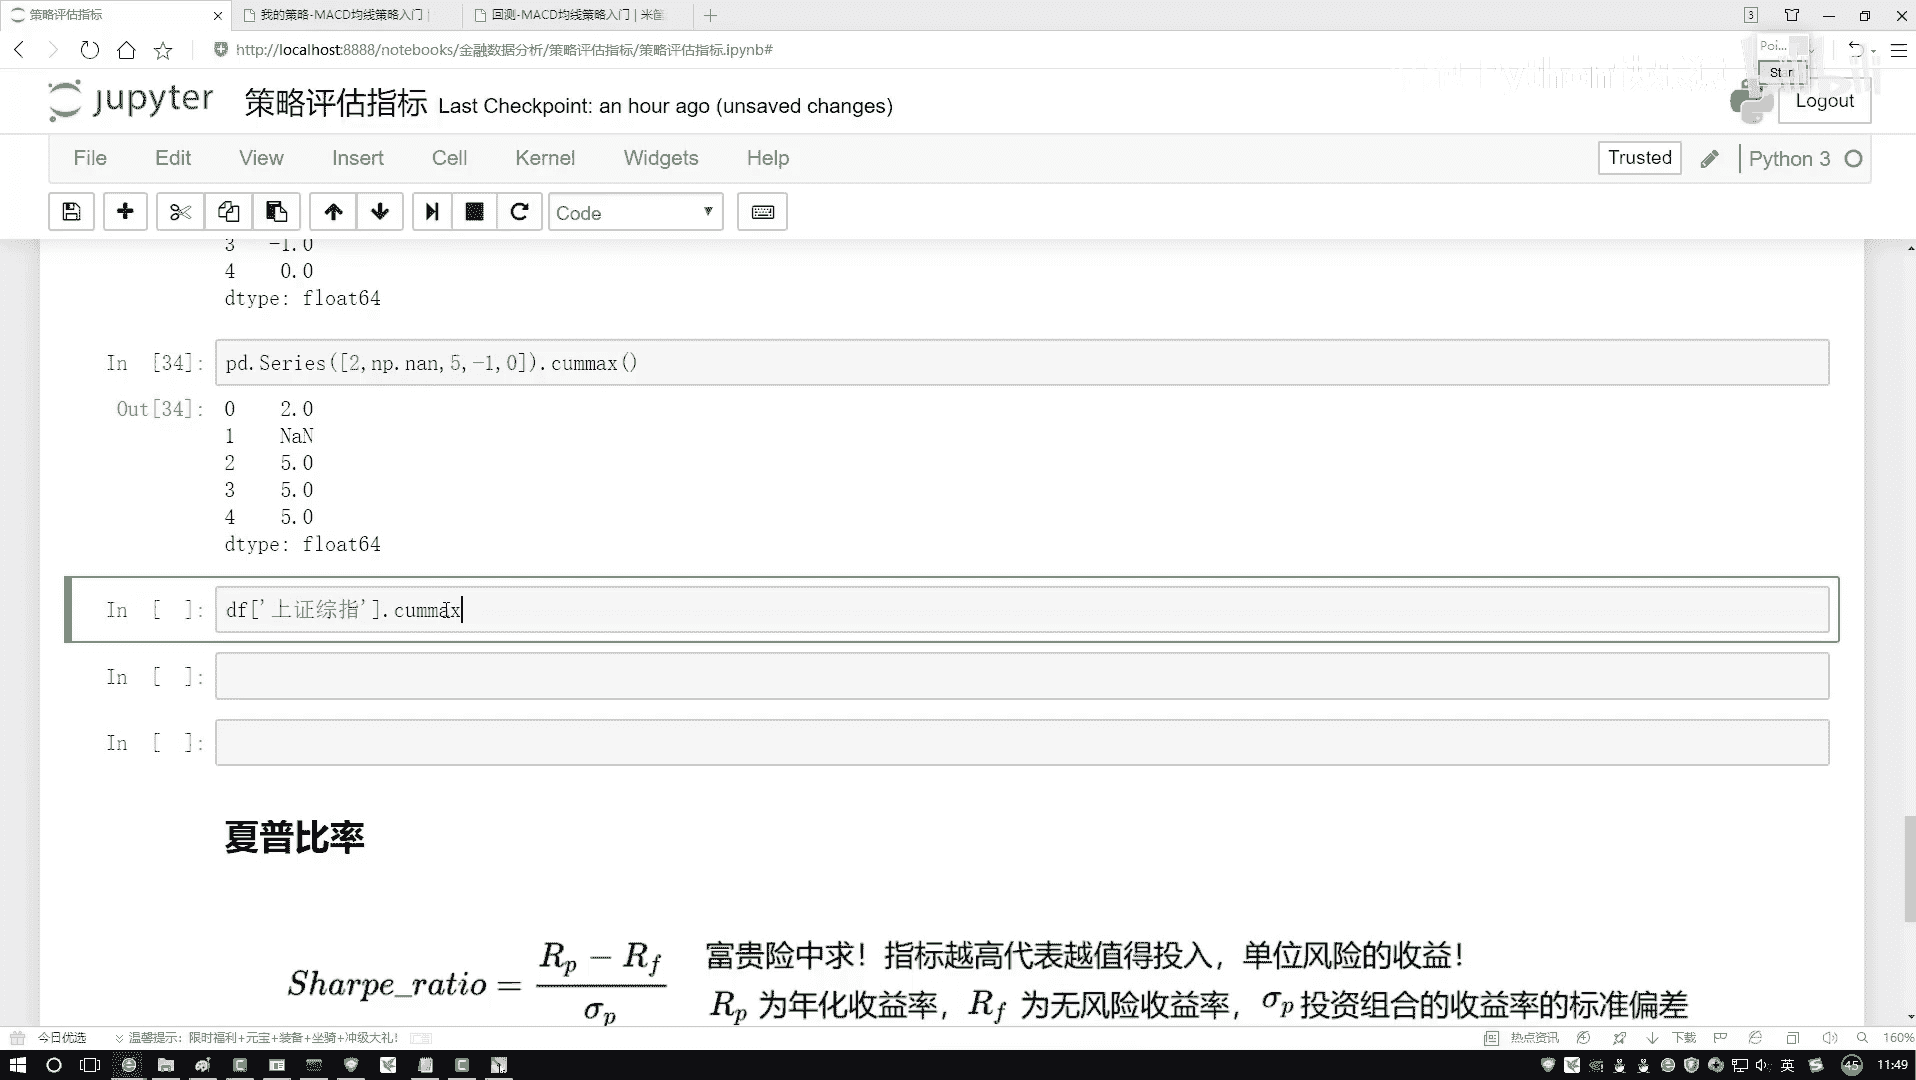 策略评估指标
我的策略-MACD均线策略入门
回测-MACD均线策略入门 | 米筐
3
http://localhost:8888/notebooks/金融数据分析/策略评估指标/策略评估指标.ipynb#
Poi...
Start
jupyter
策略评估指标 Last Checkpoint: an hour ago (unsaved changes)
Logout
File Edit View Insert Cell Kernel Widgets Help
Trusted
Python 3
Code
3 -1.0
4 0.0
dtype: float64
In [34]: pd.Series([2,np.nan,5,-1,0]).cummax()
Out[34]: 0 2.0
1 NaN
2 5.0
3 5.0
4 5.0
dtype: float64
In [ ]: df['上证综指'].cummax
In [ ]:
In [ ]:
夏普比率
Sharpe_ratio = (R_p − R_f) / σ_p
富贵险中求！指标越高代表越值得投入，单位风险的收益！
R_p 为年化收益率，R_f 为无风险收益率，σ_p 投资组合的收益率的标准偏差
今日优选
温馨提示：限时福利+元宝+装备+坐骑+冲级大礼！
热点资讯
下载
160%
英
45
11:49